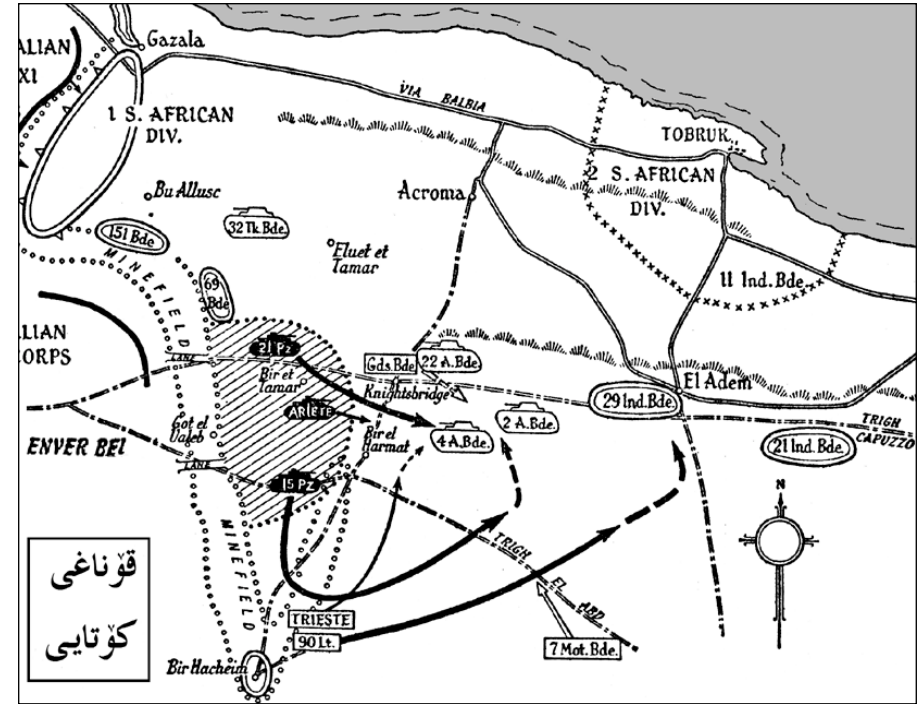 Gazala
ALIAN
XI
1 S. AFRICAN
DIV.
VIA BALBIA
TOBRUK
2 S. AFRICAN
DIV.
Bu Allusc
Acroma
151 Bde
32 Tk. Bde.
Eluet et
Tamar
11 Ind. Bde.
MINEFIELD
69
Bde
ALIAN
ORPS
21 Pz
LANE
Bir et
Tamar
Gds. Bde
22 A. Bde.
Knightsbridge
El Adem
29 Ind. Bde
ARIETE
2 A. Bde.
4 A. Bde.
TRIGH
CAPUZZO
Got el
Ualeb
Bir el
Harmat
21 Ind. Bde.
ENVER BEI
LANE
15 Pz
N
MINEFIELD
TRIGH
EL
ABD
قۆناغی
کۆتایی
TRIESTE
90 Lt.
7 Mot. Bde.
Bir Hacheim